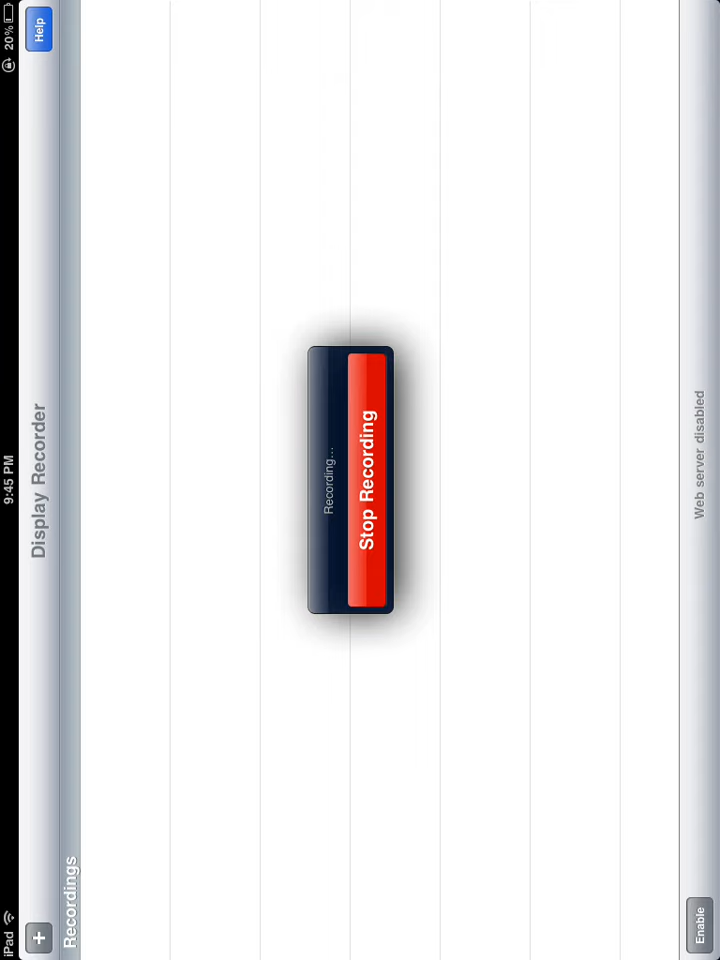 iPad 9:45 PM 20%
+ Display Recorder Help
Recordings
Recording...
Stop Recording
Enable Web server disabled